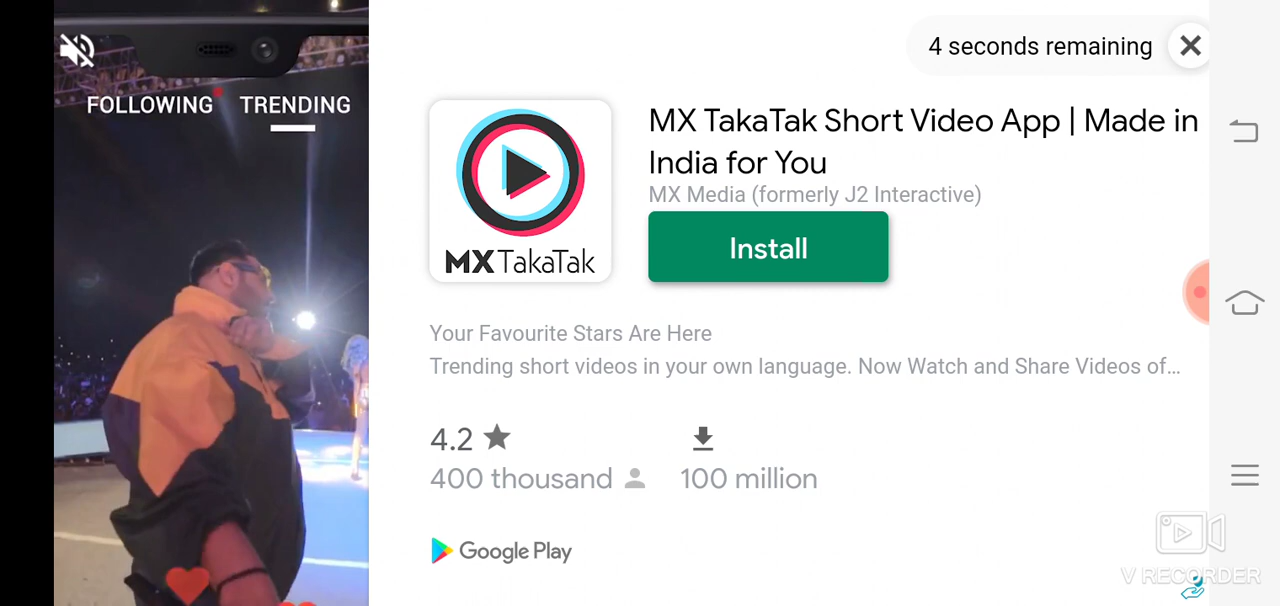 4 seconds remaining
FOLLOWING TRENDING
MX TakaTak Short Video App | Made in
India for You
MX Media (formerly J2 Interactive)
Install
MX TakaTak
Your Favourite Stars Are Here
Trending short videos in your own language. Now Watch and Share Videos of...
4.2
400 thousand
100 million
Google Play
V RECORDER